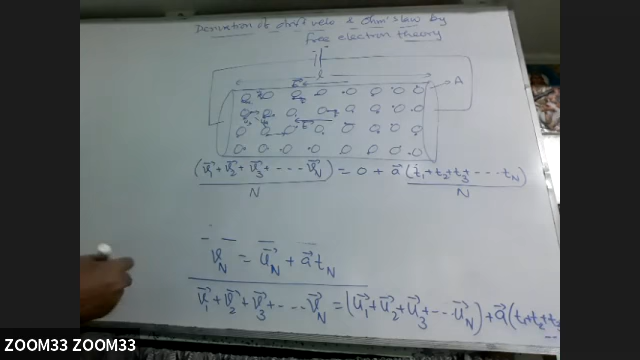 Derivation of drift velo & Ohm's law by
free electron theory
l
A
E
(v⃗₁+v⃗₂+v⃗₃+----v⃗N)/N = 0 + a⃗ (t₁+t₂+t₃+----tN)/N
v⃗N = u⃗N + a⃗ tN
v⃗₁+v⃗₂+v⃗₃+----v⃗N = (u⃗₁+u⃗₂+u⃗₃+---u⃗N) + a⃗(t₁+t₂+t₃
ZOOM33 ZOOM33